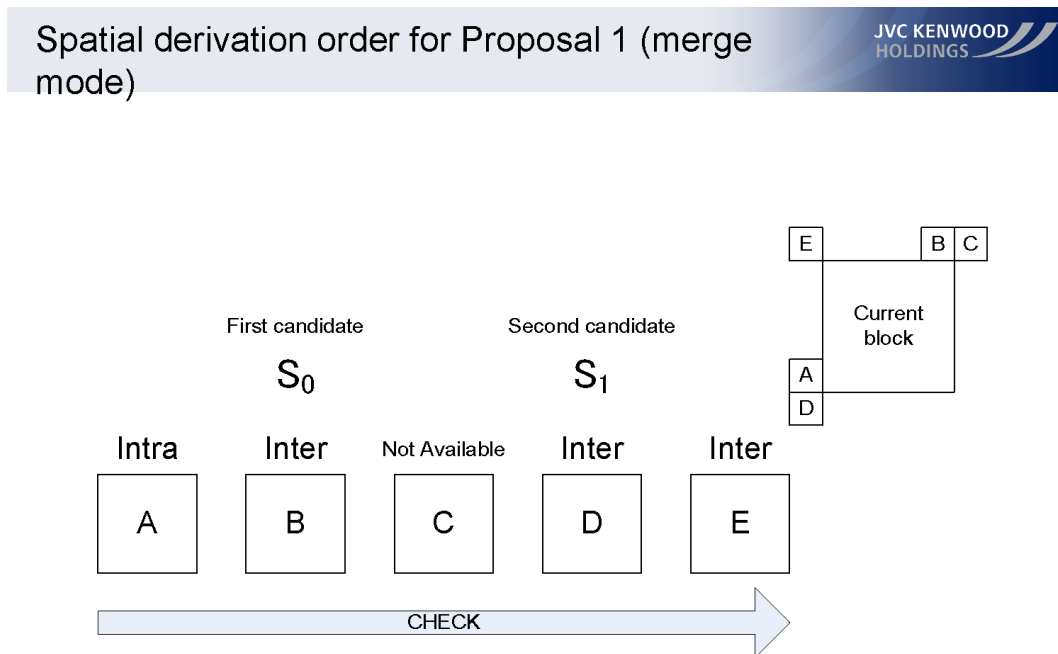 Spatial derivation order for Proposal 1 (merge
mode)
JVC KENWOOD
HOLDINGS
E
B
C
Current
block
A
D
First candidate
Second candidate
S0
S1
Intra
Inter
Not Available
Inter
Inter
A
B
C
D
E
CHECK